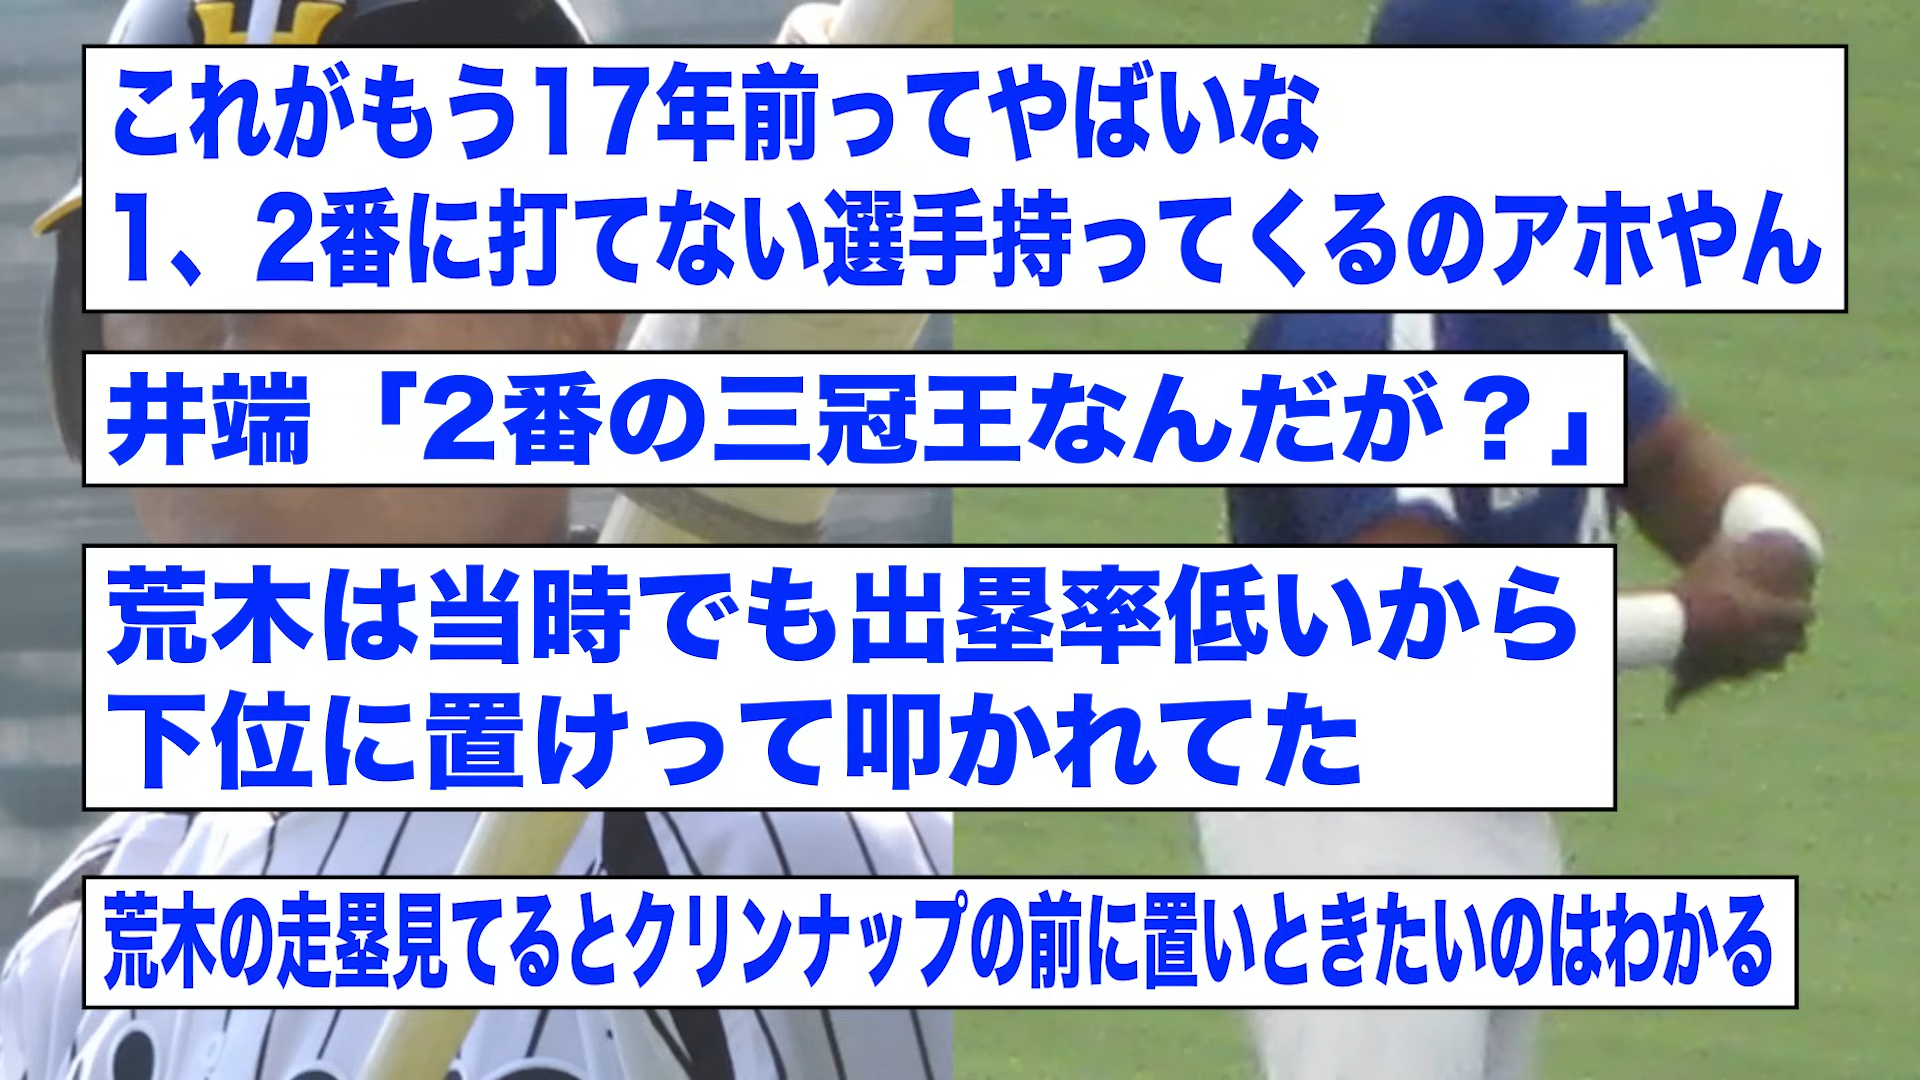 これがもう17年前ってやばいな
1、2番に打てない選手持ってくるのアホやん
井端「2番の三冠王なんだが？」
荒木は当時でも出塁率低いから
下位に置けって叩かれてた
荒木の走塁見てるとクリンナップの前に置いときたいのはわかる